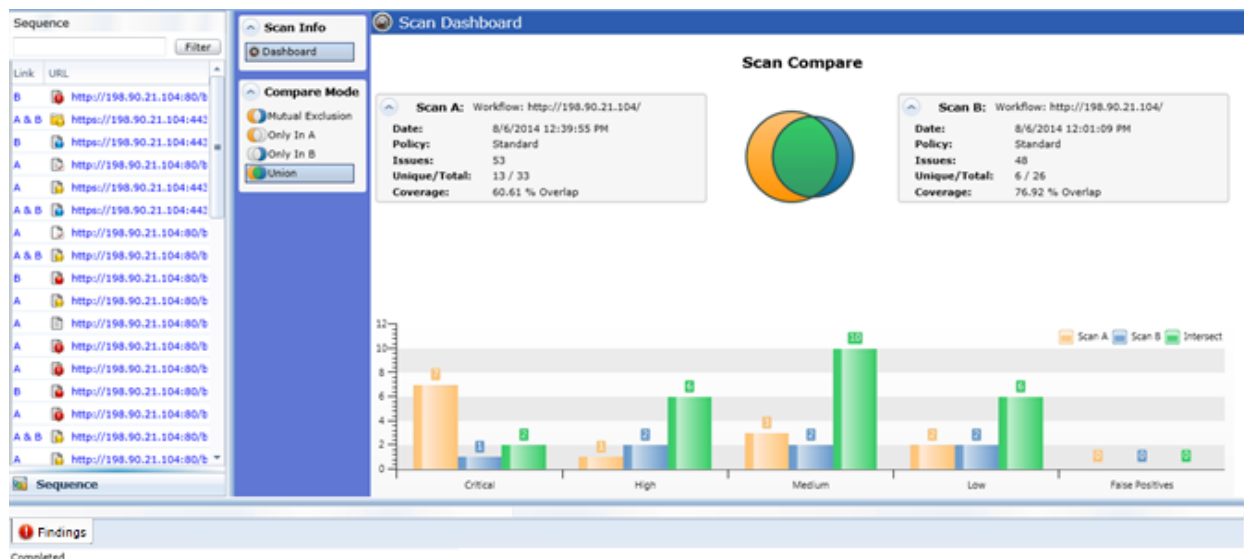 Sequence
Filter
Link URL
B http://198.90.21.104:80/b
A & B https://198.90.21.104:443
B https://198.90.21.104:443
A http://198.90.21.104:80/b
A https://198.90.21.104:443
A & B https://198.90.21.104:443
A http://198.90.21.104:80/b
A & B http://198.90.21.104:80/b
B http://198.90.21.104:80/b
A http://198.90.21.104:80/b
A http://198.90.21.104:80/b
A http://198.90.21.104:80/b
A http://198.90.21.104:80/b
B http://198.90.21.104:80/b
A http://198.90.21.104:80/b
A & B http://198.90.21.104:80/b
A http://198.90.21.104:80/b
Sequence
Scan Info
Dashboard
Compare Mode
Mutual Exclusion
Only In A
Only In B
Union
Scan Dashboard
Scan Compare
Scan A: Workflow: http://198.90.21.104/
Date: 8/6/2014 12:39:55 PM
Policy: Standard
Issues: 53
Unique/Total: 13 / 33
Coverage: 60.61 % Overlap
Scan B: Workflow: http://198.90.21.104/
Date: 8/6/2014 12:01:09 PM
Policy: Standard
Issues: 48
Unique/Total: 6 / 26
Coverage: 76.92 % Overlap
Scan A Scan B Intersect
12
10
8
6
4
2
0
7 1 2
1 2 6
3 2 10
2 2 6
0 0 0
Critical High Medium Low False Positives
Findings
Completed